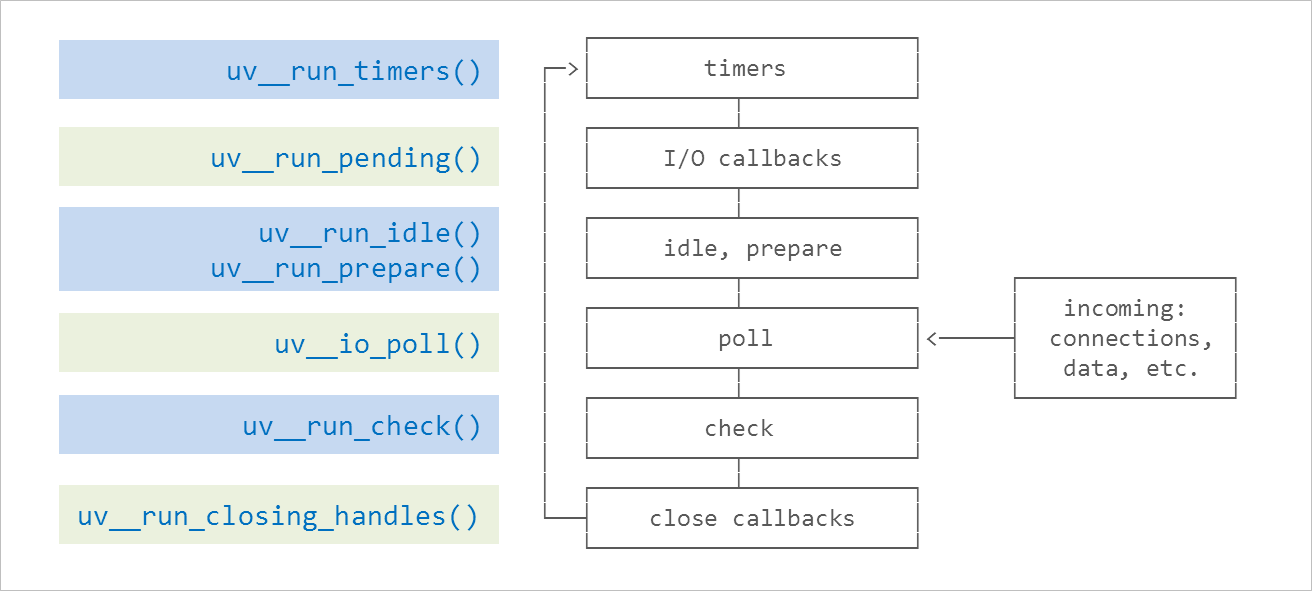 uv__run_timers()
timers
uv__run_pending()
I/O callbacks
uv__run_idle()
uv__run_prepare()
idle, prepare
uv__io_poll()
poll
incoming:
connections,
data, etc.
uv__run_check()
check
uv__run_closing_handles()
close callbacks